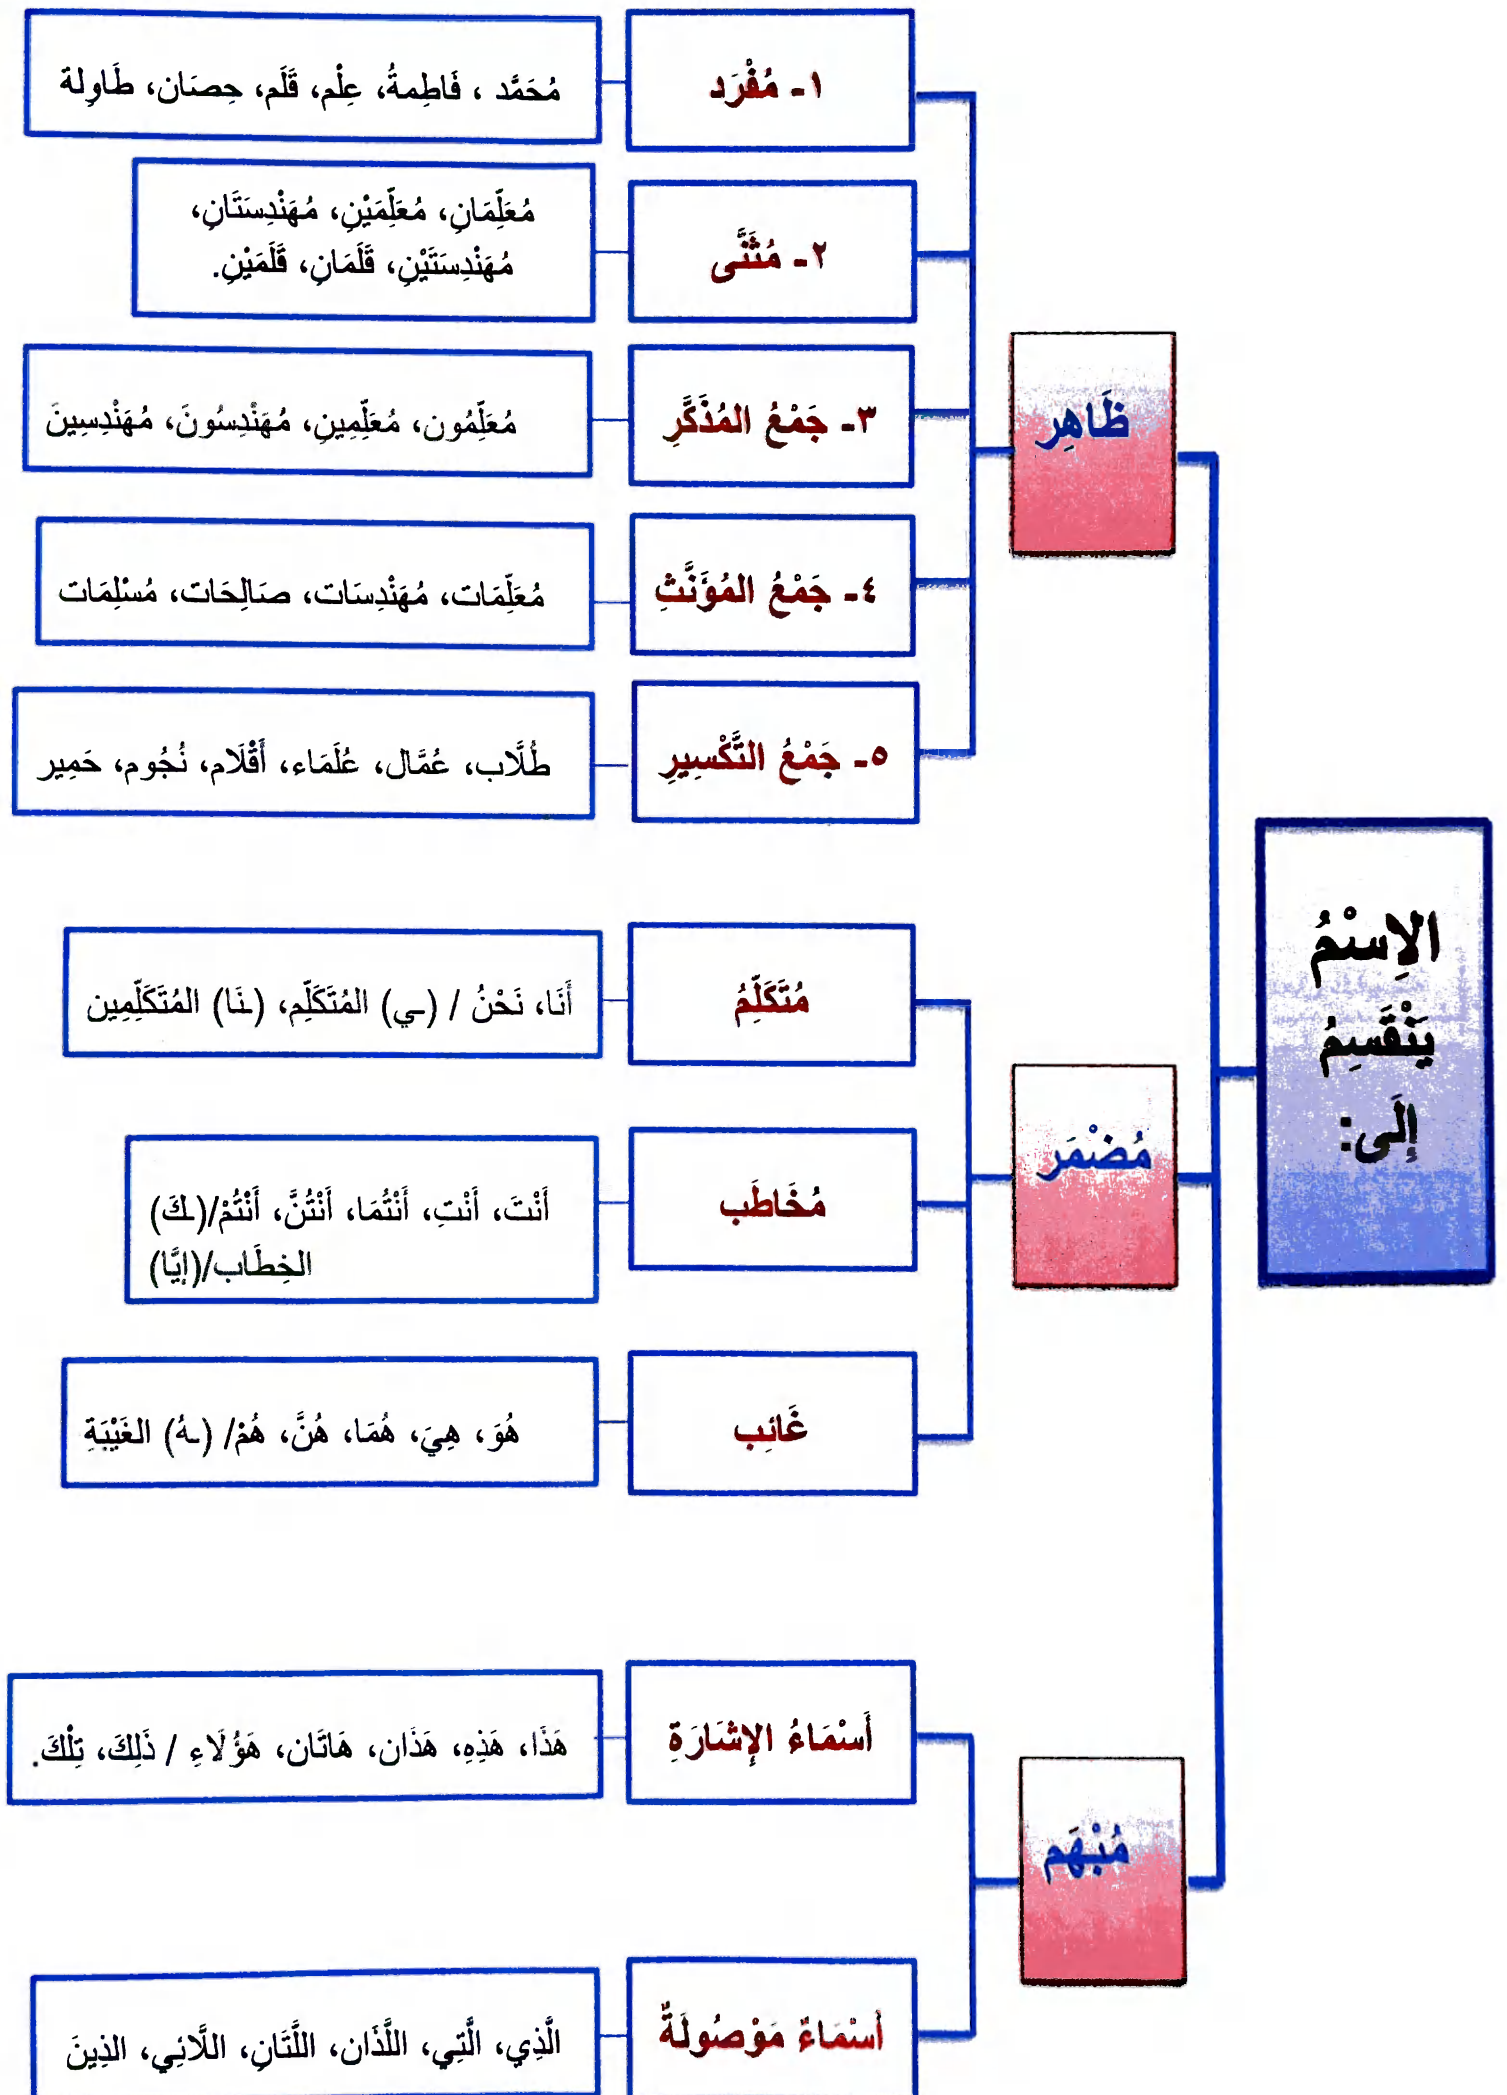 الاِسْمُ
يَنْقَسِمُ
إِلَى:
ظَاهِر
١- مُفْرَد
مُحَمَّد ، فَاطِمةُ، عِلْم، قَلَم، حِصَان، طَاوِلة
٢- مُثَنَّى
مُعَلِّمَانِ، مُعَلِّمَيْنِ، مُهَنْدِسَتَانِ،
مُهَنْدِسَتَيْنِ، قَلَمَانِ، قَلَمَيْنِ.
٣- جَمْعُ المُذَكَّرِ
مُعَلِّمُون، مُعَلِّمِينِ، مُهَنْدِسُونَ، مُهَنْدِسِينَ
٤- جَمْعُ المُؤَنَّثِ
مُعَلِّمَات، مُهَنْدِسَات، صَالِحَات، مُسْلِمَات
٥- جَمْعُ التَّكْسِيرِ
طُلَّاب، عُمَّال، عُلَمَاء، أَقْلَام، نُجُوم، حَمِير
مُضْمَر
مُتَكَلِّمُ
أَنَا، نَحْنُ / (ـي) المُتَكَلِّم، (ـنَا) المُتَكَلِّمِين
مُخَاطَب
أَنْتَ، أَنْتِ، أَنْتُمَا، أَنْتُنَّ، أَنْتُمْ/(ـكَ)
الخِطَاب/(إِيَّا)
غَائِب
هُوَ، هِيَ، هُمَا، هُنَّ، هُمْ/ (ـهُ) الغَيْبَةِ
مُبْهَم
أَسْمَاءُ الإِشَارَةِ
هَذَا، هَذِهِ، هَذَان، هَاتَان، هَؤُلَاءِ / ذَلِكَ، تِلْكَ.
أَسْمَاءٌ مَوْصُولَةٌ
الَّذِي، الَّتِي، اللَّذَان، اللَّتَانِ، اللَّائِي، الذِينَ